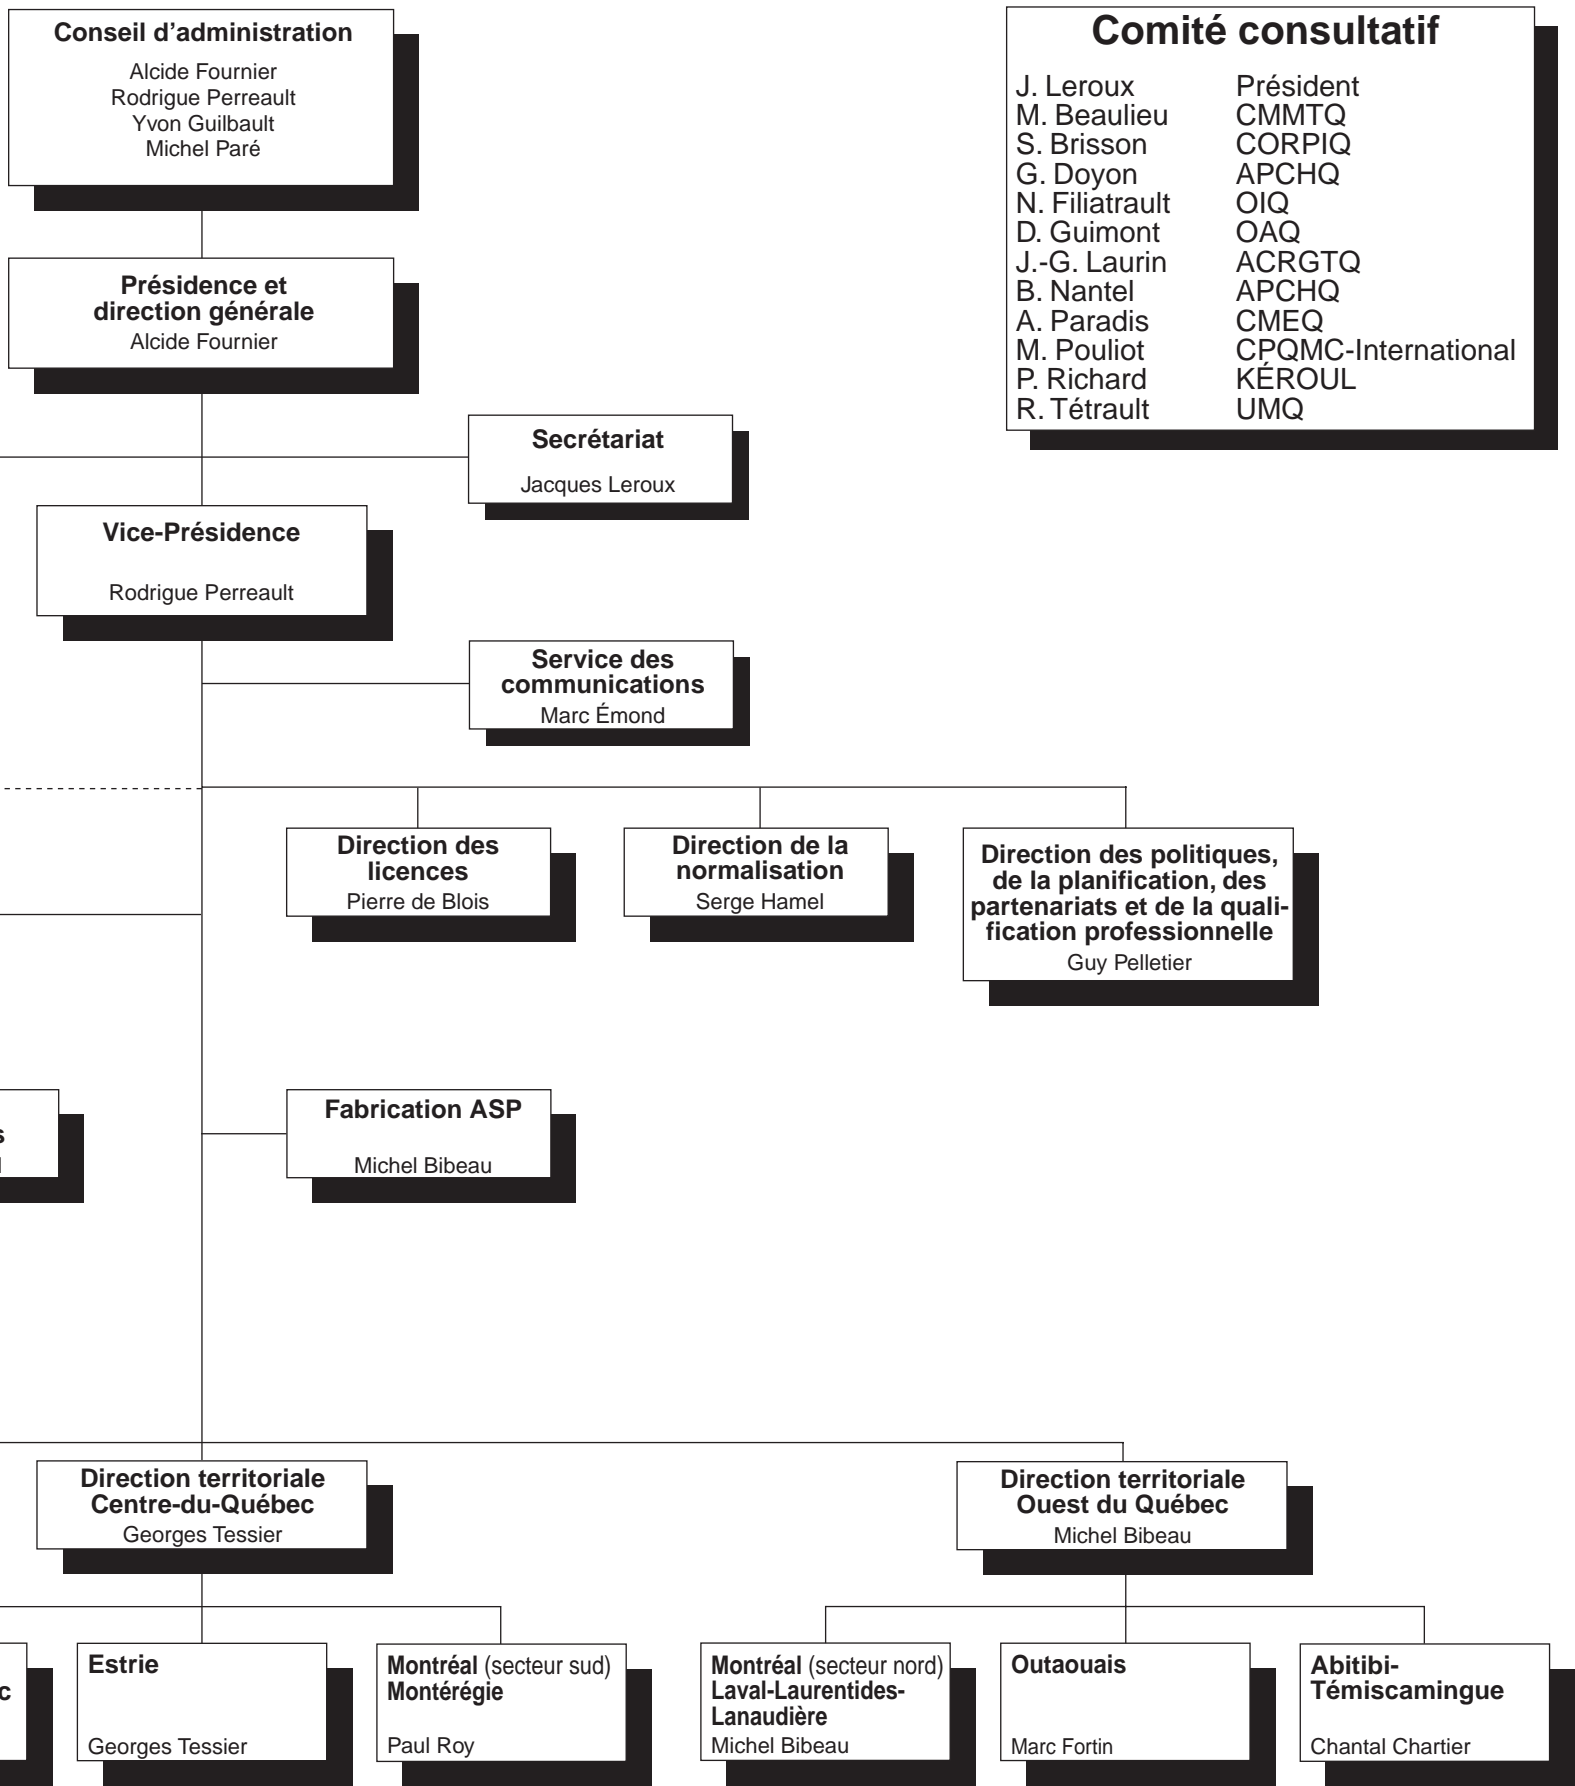 Conseil d'administration
Alcide Fournier
Rodrigue Perreault
Yvon Guilbault
Michel Paré
Comité consultatif
J. Leroux Président
M. Beaulieu CMMTQ
S. Brisson CORPIQ
G. Doyon APCHQ
N. Filiatrault OIQ
D. Guimont OAQ
J.-G. Laurin ACRGTQ
B. Nantel APCHQ
A. Paradis CMEQ
M. Pouliot CPQMC-International
P. Richard KÉROUL
R. Tétrault UMQ
Présidence et
direction générale
Alcide Fournier
Secrétariat
Jacques Leroux
Vice-Présidence
Rodrigue Perreault
Service des
communications
Marc Émond
Direction des
licences
Pierre de Blois
Direction de la
normalisation
Serge Hamel
Direction des politiques,
de la planification, des
partenariats et de la quali-
fication professionnelle
Guy Pelletier
s
Fabrication ASP
Michel Bibeau
Direction territoriale
Centre-du-Québec
Georges Tessier
Direction territoriale
Ouest du Québec
Michel Bibeau
c
Estrie
Georges Tessier
Montréal (secteur sud)
Montérégie
Paul Roy
Montréal (secteur nord)
Laval-Laurentides-
Lanaudière
Michel Bibeau
Outaouais
Marc Fortin
Abitibi-
Témiscamingue
Chantal Chartier